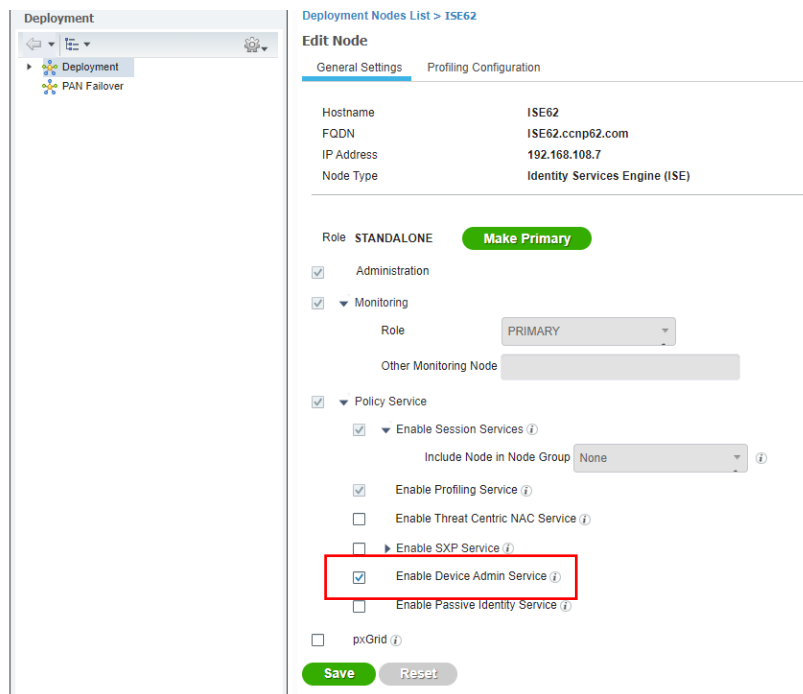 Deployment
Deployment
PAN Failover
Deployment Nodes List > ISE62
Edit Node
General Settings Profiling Configuration
Hostname ISE62
FQDN ISE62.ccnp62.com
IP Address 192.168.108.7
Node Type Identity Services Engine (ISE)
Role STANDALONE Make Primary
Administration
Monitoring
Role PRIMARY
Other Monitoring Node
Policy Service
Enable Session Services
Include Node in Node Group None
Enable Profiling Service
Enable Threat Centric NAC Service
Enable SXP Service
Enable Device Admin Service
Enable Passive Identity Service
pxGrid
Save Reset